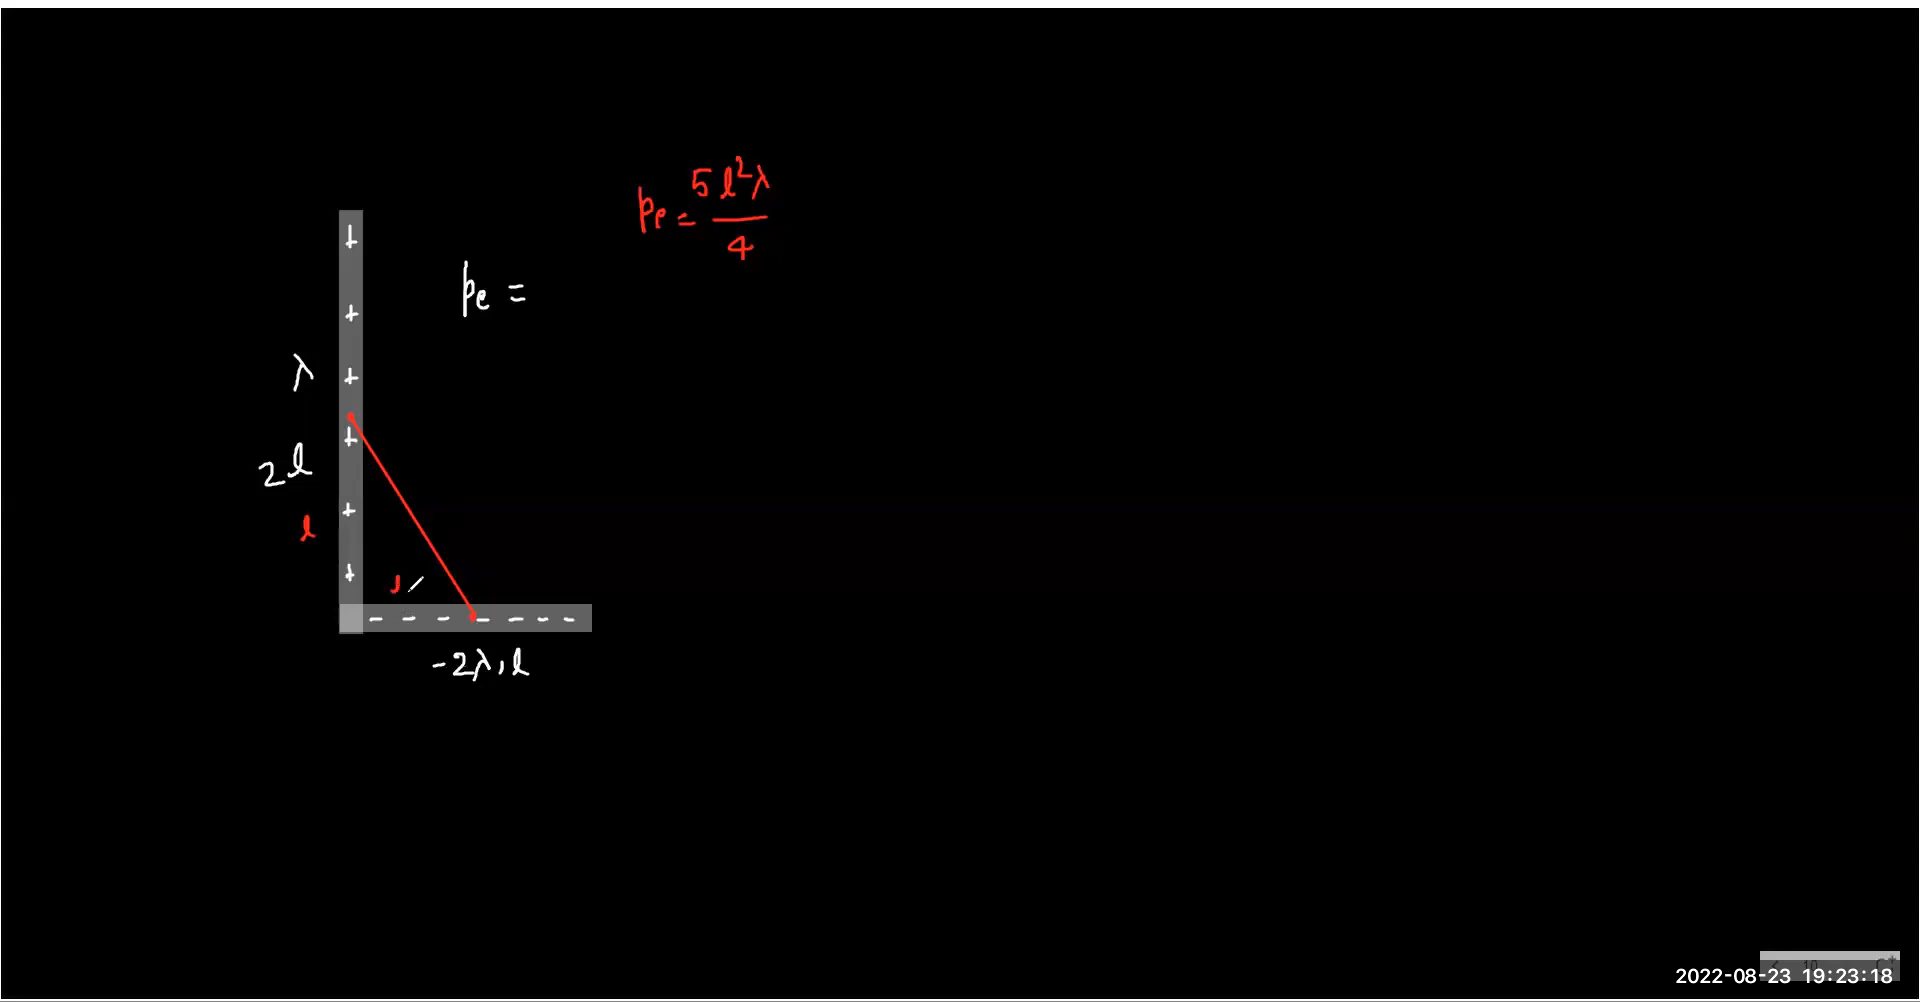 +
pₑ = 5l²λ / 4
+
pₑ =
λ +
+
2l
+
l
+
- - - - - - -
-2λ, l
2022-08-23 19:23:18